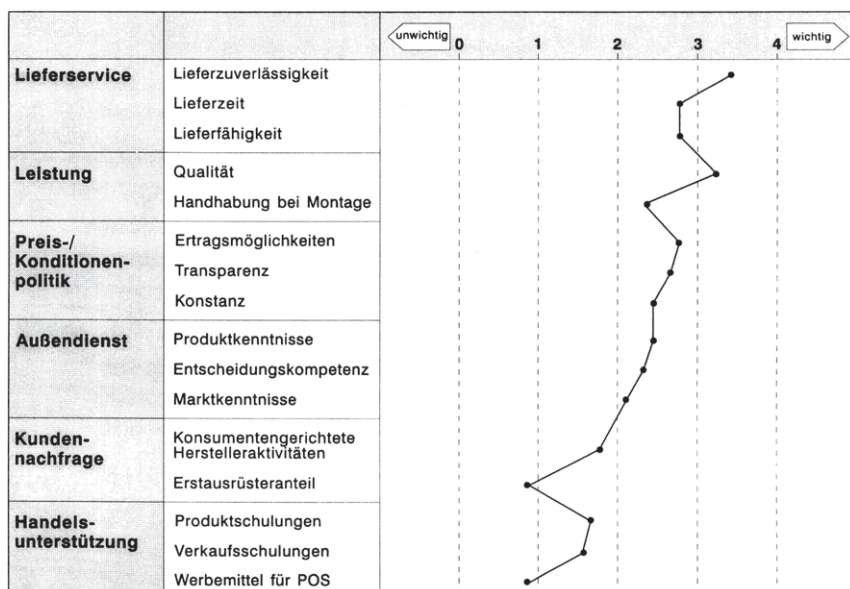 unwichtig 0 1 2 3 4 wichtig
Lieferservice Lieferzuverlässigkeit
Lieferzeit
Lieferfähigkeit
Leistung Qualität
Handhabung bei Montage
Preis-/
Konditionen-
politik
Ertragsmöglichkeiten
Transparenz
Konstanz
Außendienst Produktkenntnisse
Entscheidungskompetenz
Marktkenntnisse
Kunden-
nachfrage
Konsumentengerichtete
Herstelleraktivitäten
Erstausrüsteranteil
Handels-
unterstützung
Produktschulungen
Verkaufsschulungen
Werbemittel für POS